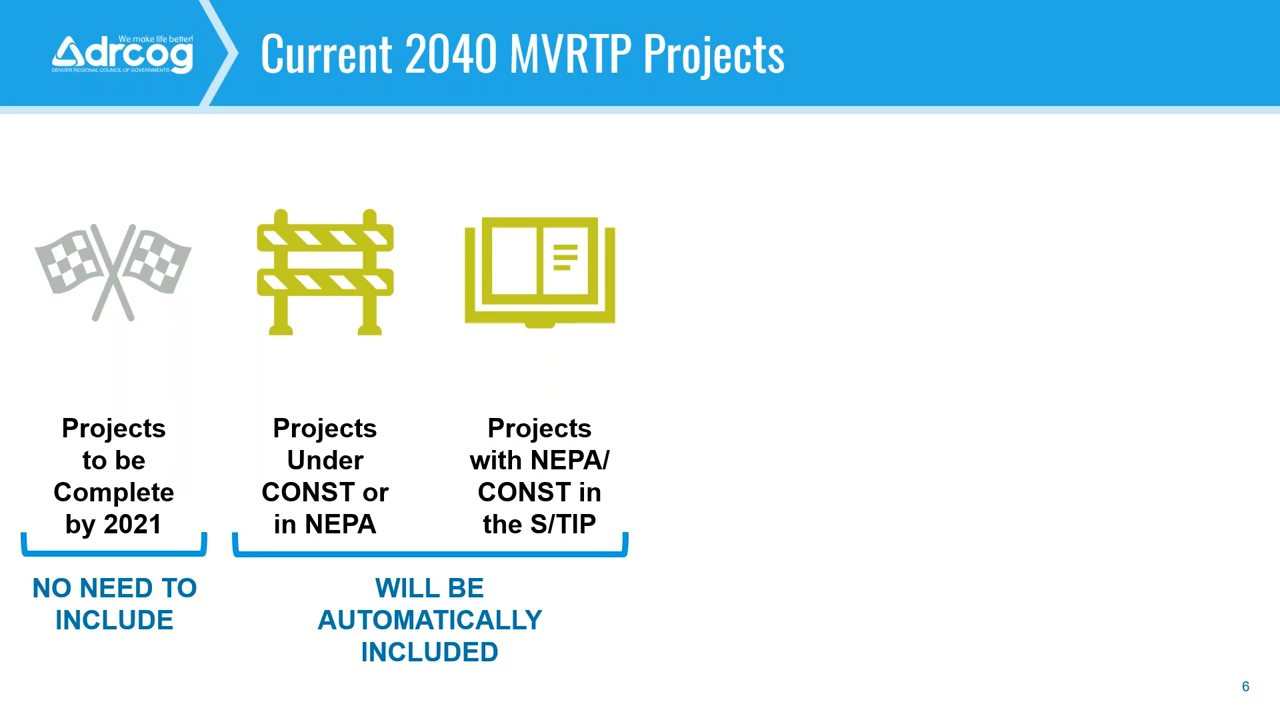 We make life better!
drcog
DENVER REGIONAL COUNCIL OF GOVERNMENTS
Current 2040 MVRTP Projects
Projects
to be
Complete
by 2021
Projects
Under
CONST or
in NEPA
Projects
with NEPA/
CONST in
the S/TIP
NO NEED TO
INCLUDE
WILL BE
AUTOMATICALLY
INCLUDED
6